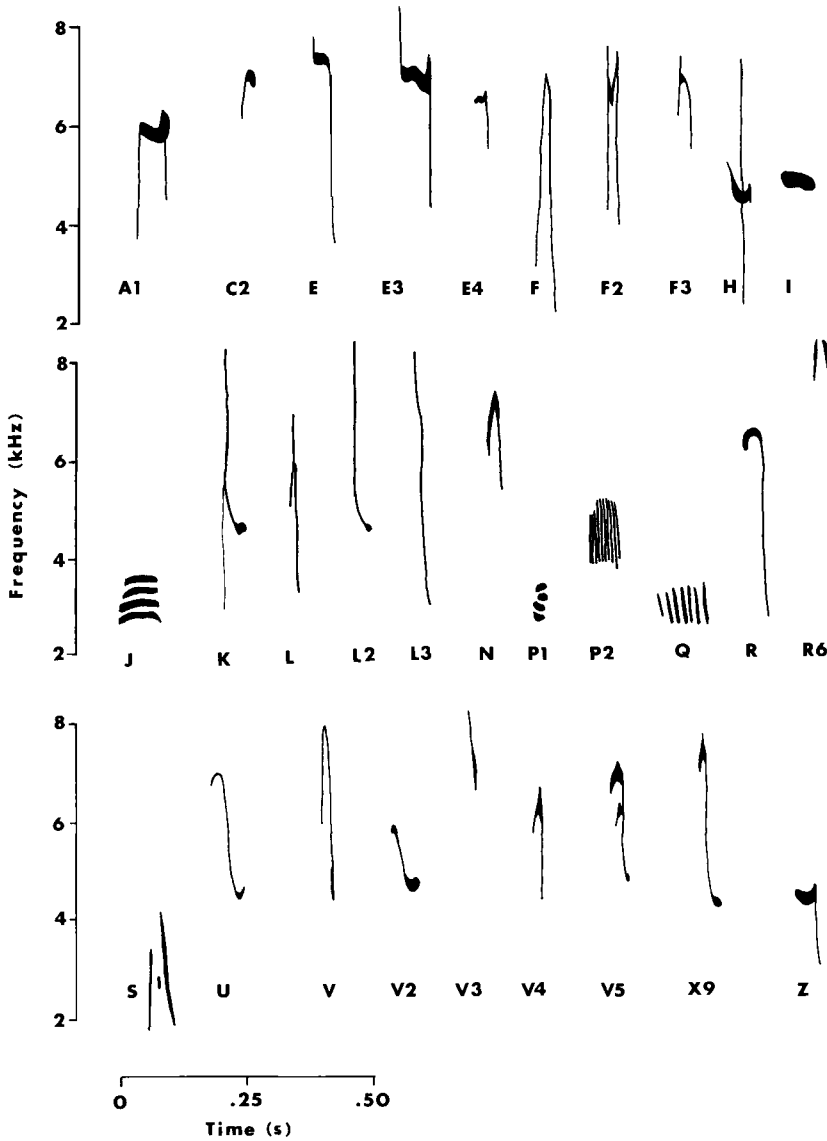 8
6
4
2
A1 C2 E E3 E4 F F2 F3 H I
8
6
4
2
Frequency (kHz)
J K L L2 L3 N P1 P2 Q R R6
8
6
4
2
S U V V2 V3 V4 V5 X9 Z
0 .25 .50
Time (s)